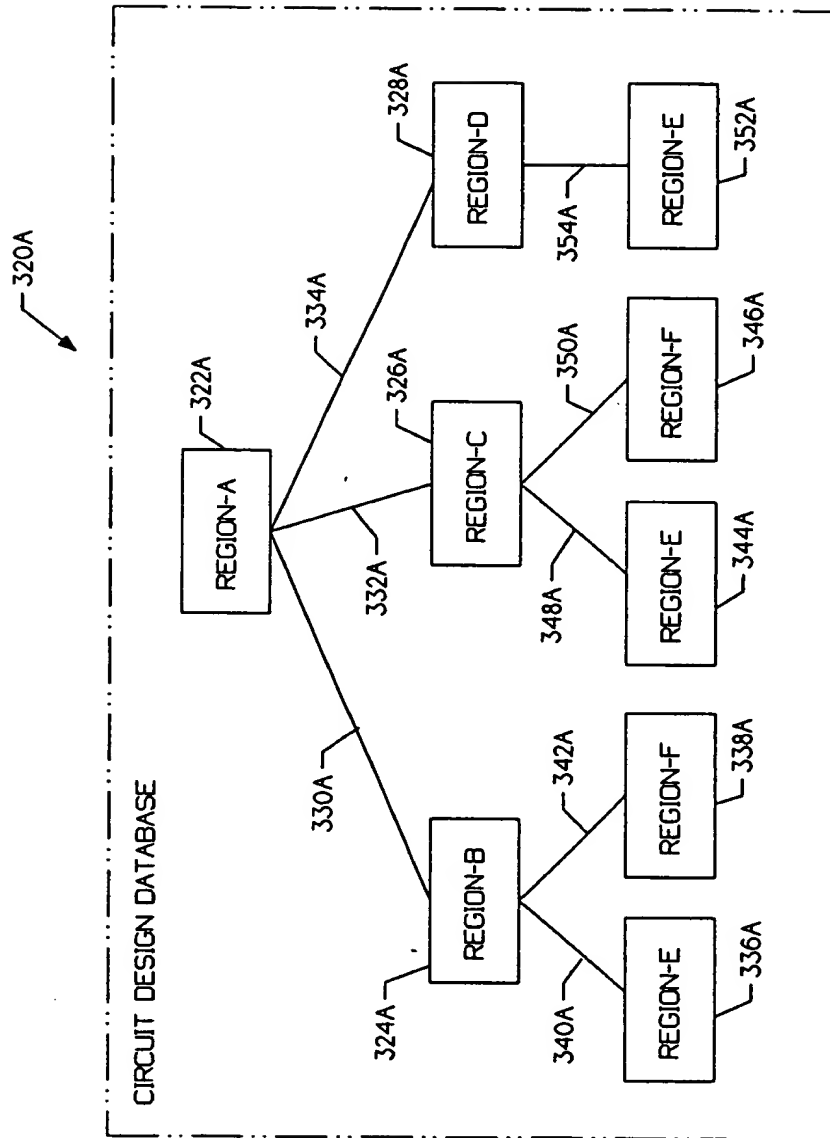 320A
CIRCUIT DESIGN DATABASE
322A
REGION-A
330A
332A
334A
324A
REGION-B
326A
REGION-C
328A
REGION-D
340A
342A
348A
350A
354A
REGION-E
336A
REGION-F
338A
REGION-E
344A
REGION-F
346A
REGION-E
352A